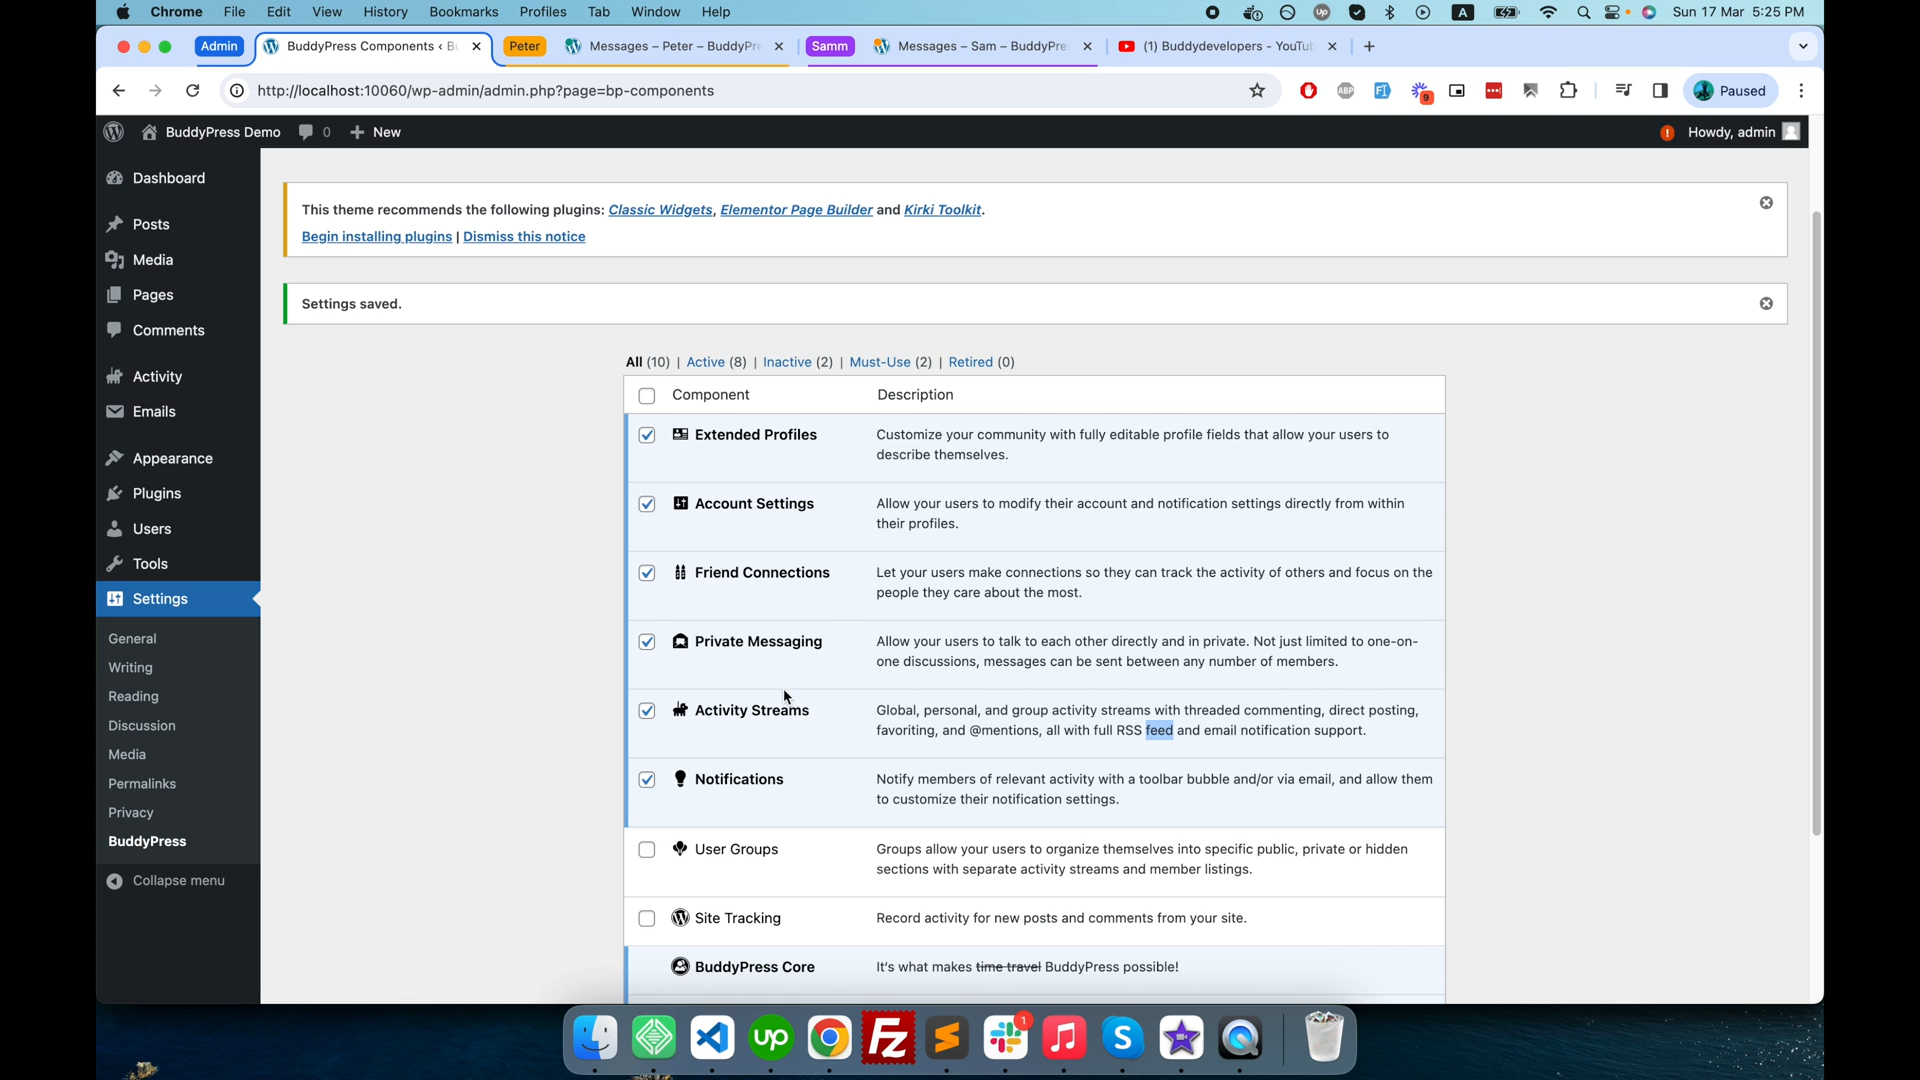 Chrome File Edit View History Bookmarks Profiles Tab Window Help
A Sun 17 Mar 5:25 PM
Admin BuddyPress Components ‹ Bu Peter Messages – Peter – BuddyPre Samm Messages – Sam – BuddyPre (1) Buddydevelopers - YouTub
http://localhost:10060/wp-admin/admin.php?page=bp-components
ABP 9 Paused
BuddyPress Demo 0 New
! Howdy, admin
Dashboard
Posts
Media
Pages
Comments
Activity
Emails
Appearance
Plugins
Users
Tools
Settings
General
Writing
Reading
Discussion
Media
Permalinks
Privacy
BuddyPress
Collapse menu
This theme recommends the following plugins: Classic Widgets, Elementor Page Builder and Kirki Toolkit.
Begin installing plugins | Dismiss this notice
Settings saved.
All (10) | Active (8) | Inactive (2) | Must-Use (2) | Retired (0)
Component Description
Extended Profiles Customize your community with fully editable profile fields that allow your users to
describe themselves.
Account Settings Allow your users to modify their account and notification settings directly from within
their profiles.
Friend Connections Let your users make connections so they can track the activity of others and focus on the
people they care about the most.
Private Messaging Allow your users to talk to each other directly and in private. Not just limited to one-on-
one discussions, messages can be sent between any number of members.
Activity Streams Global, personal, and group activity streams with threaded commenting, direct posting,
favoriting, and @mentions, all with full RSS feed and email notification support.
Notifications Notify members of relevant activity with a toolbar bubble and/or via email, and allow them
to customize their notification settings.
User Groups Groups allow your users to organize themselves into specific public, private or hidden
sections with separate activity streams and member listings.
Site Tracking Record activity for new posts and comments from your site.
BuddyPress Core It's what makes time travel BuddyPress possible!
up Fz 1 S